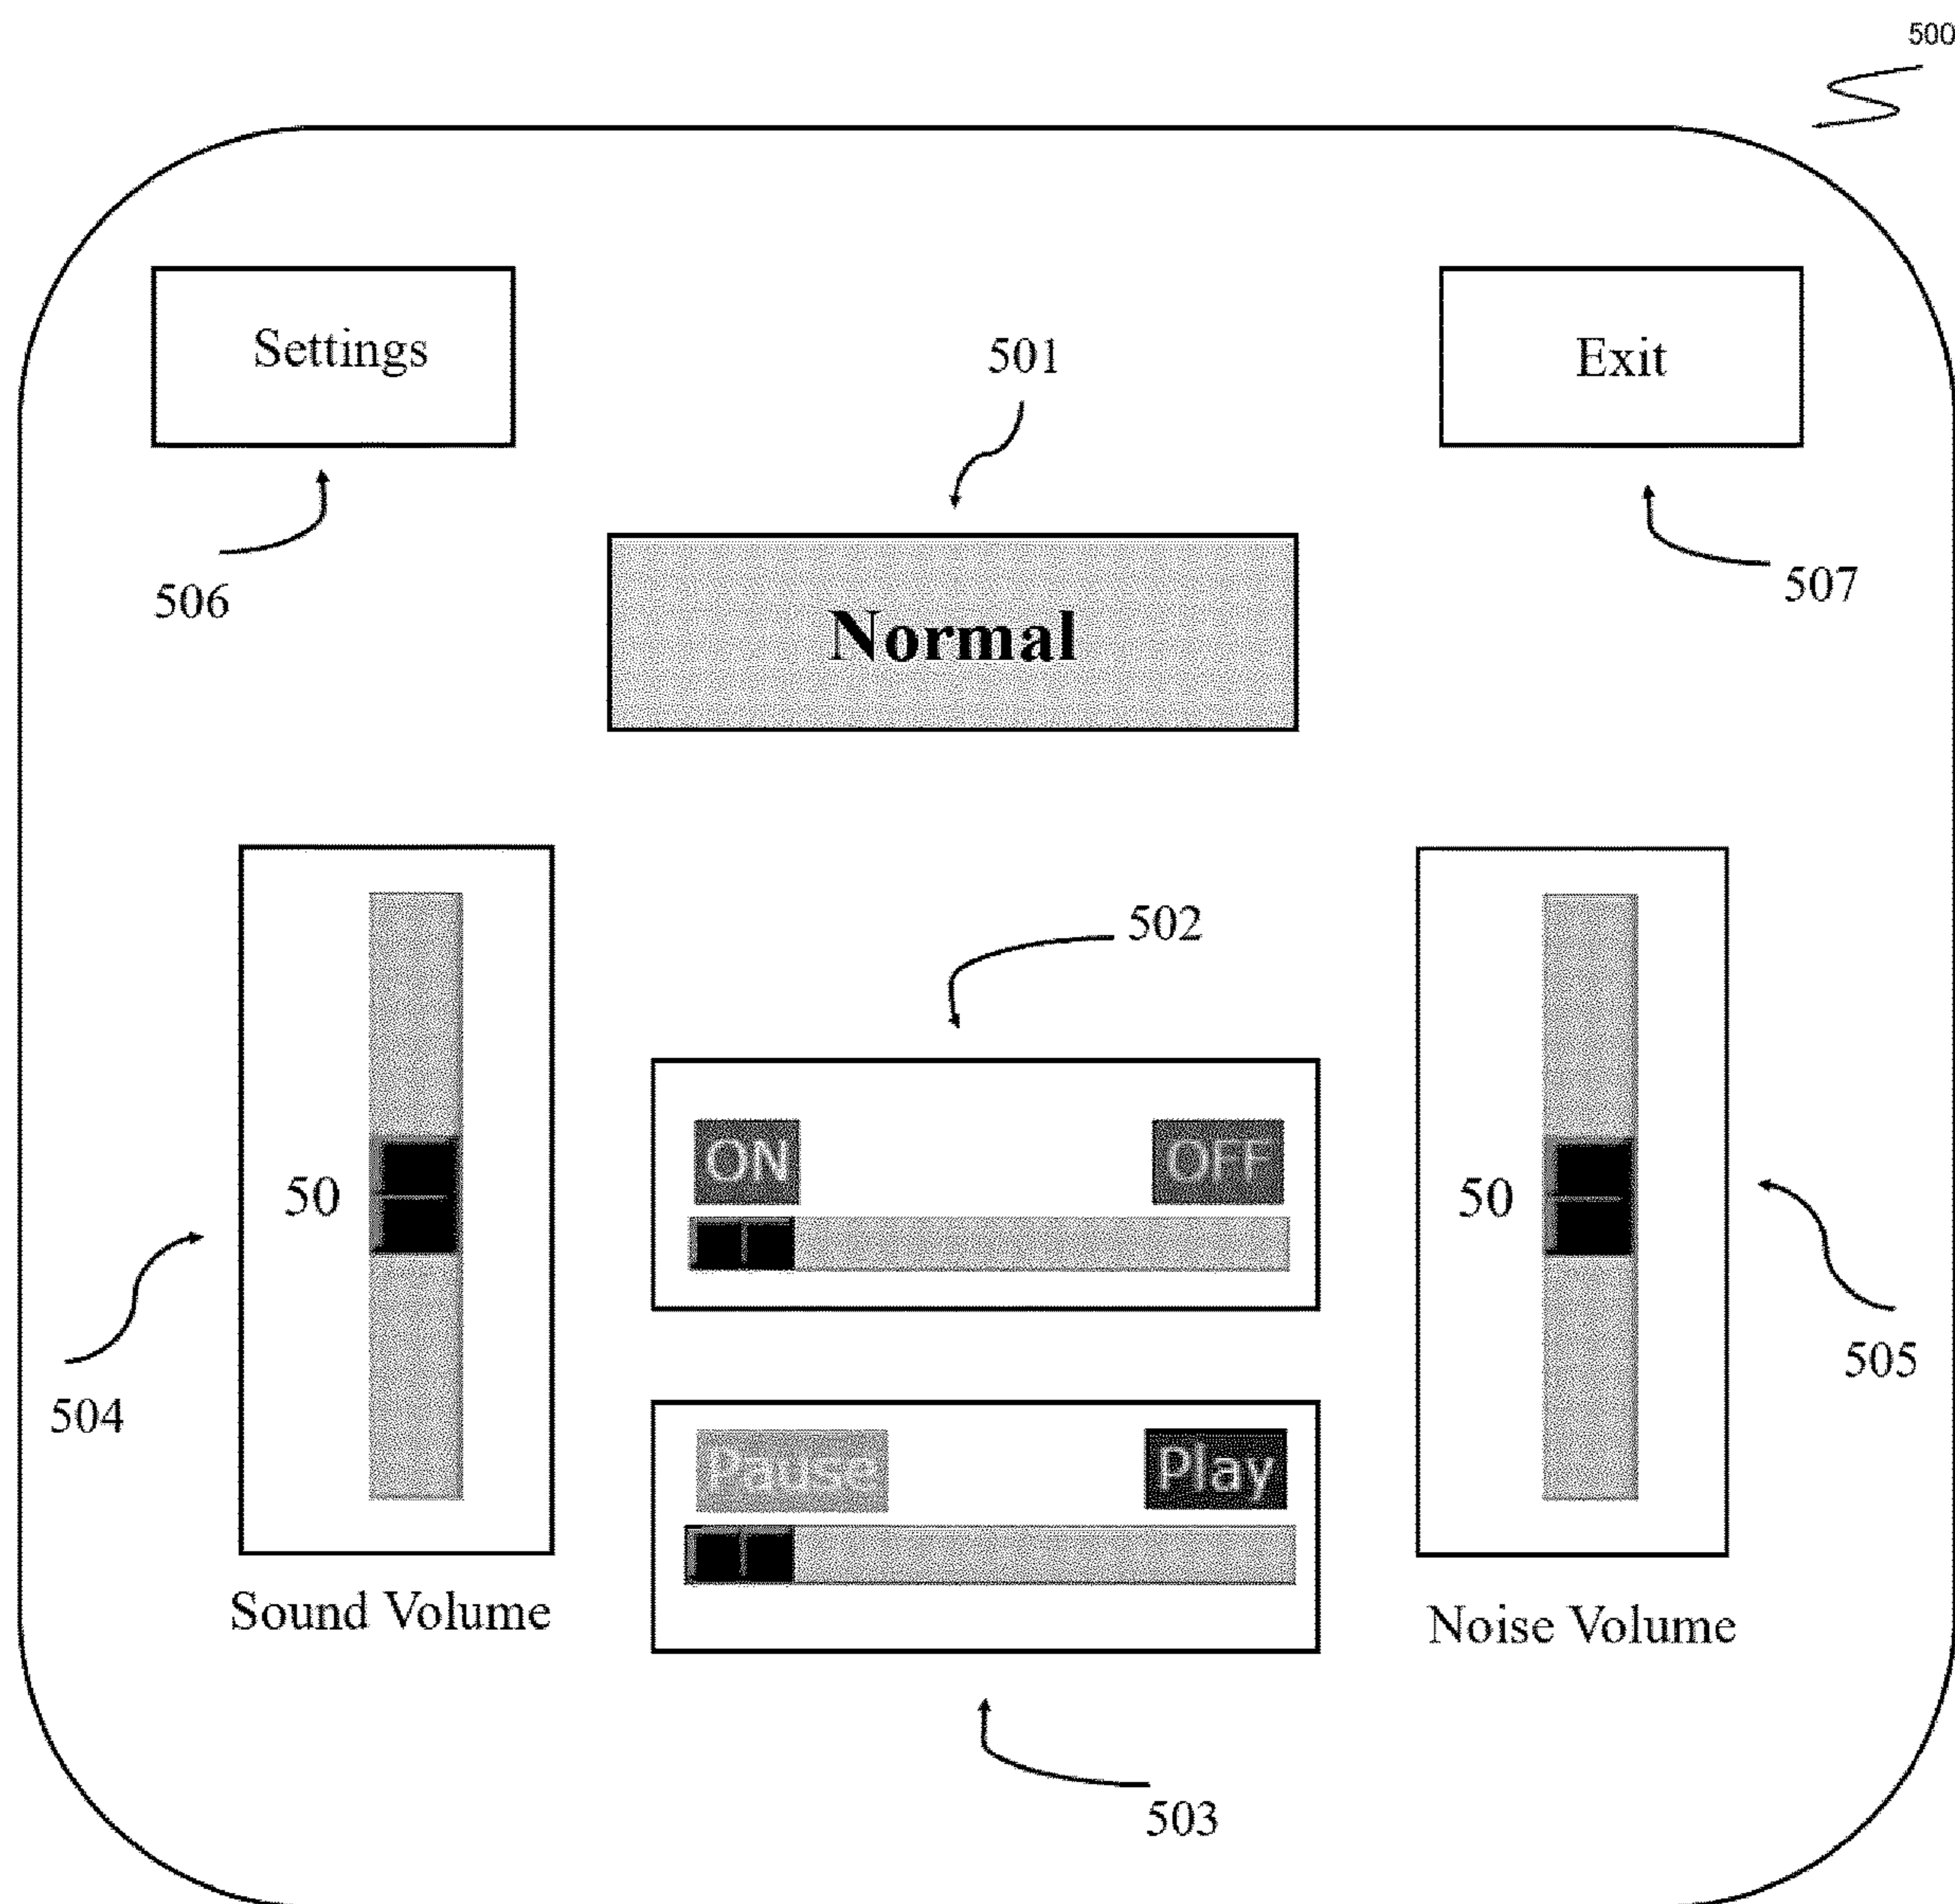 500
Settings
Exit
501
506
507
Normal
502
ON
OFF
50
50
504
505
Pause
Play
Sound Volume
Noise Volume
503